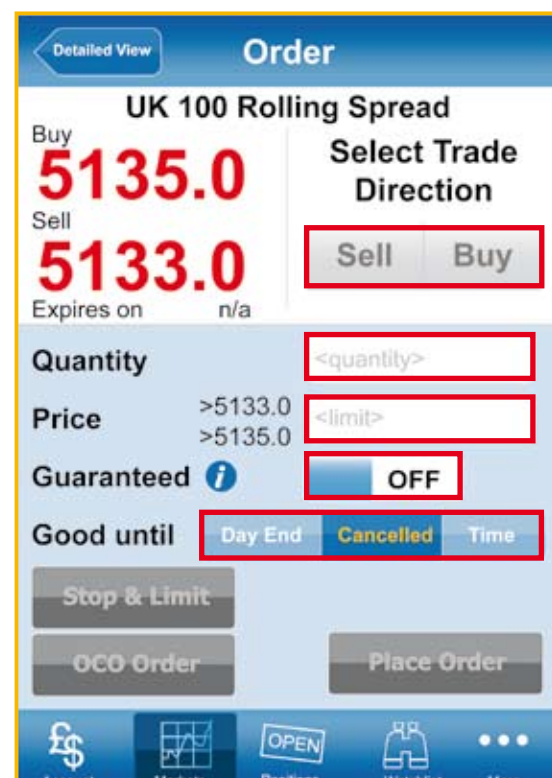 Detailed View Order
UK 100 Rolling Spread
Buy
5135.0
Sell
5133.0
Expires on n/a
Select Trade
Direction
Sell Buy
Quantity <quantity>
Price >5133.0 <limit>
>5135.0
Guaranteed i OFF
Good until Day End Cancelled Time
Stop & Limit
OCO Order Place Order
£$ OPEN